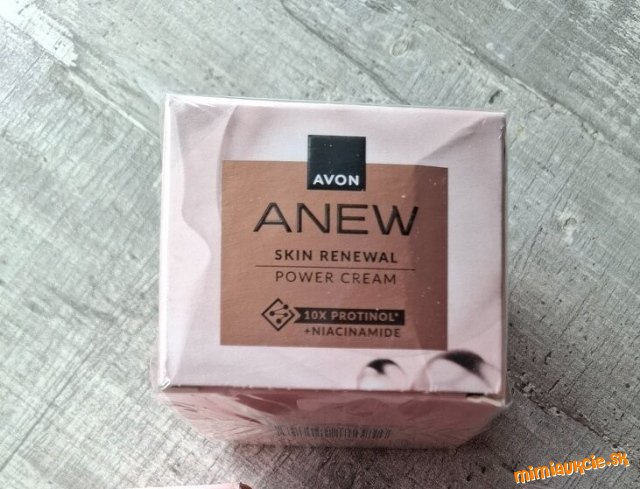 AVON
ANEW
SKIN RENEWAL
POWER CREAM
10X PROTINOL*
+NIACINAMIDE
mimiaukcie.sk